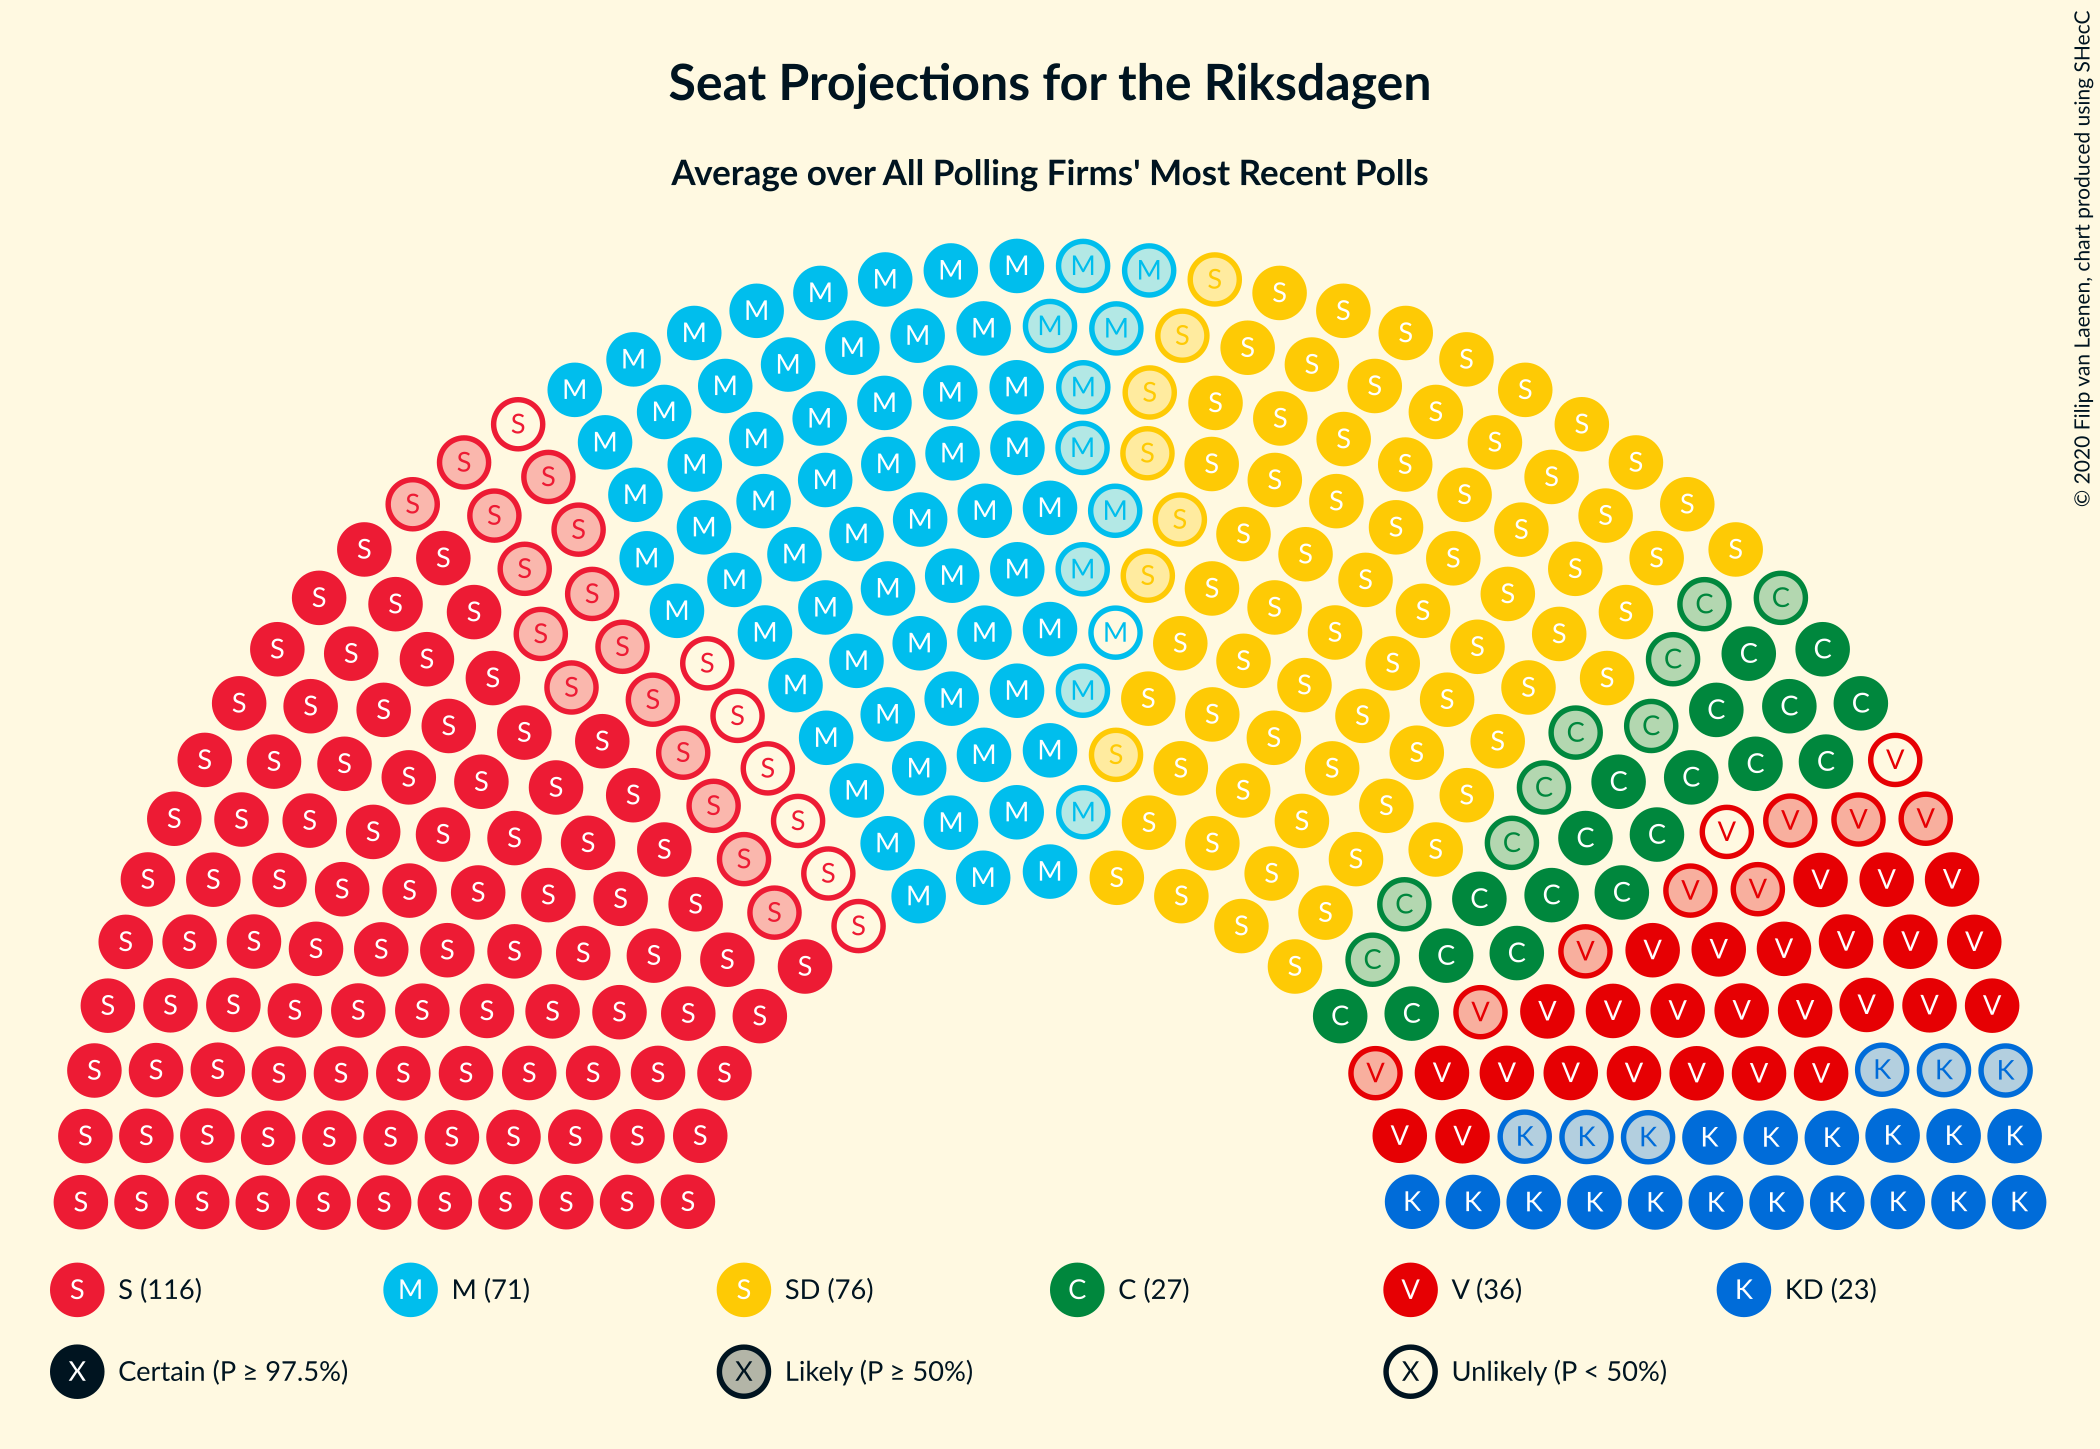 Seat Projections for the Riksdagen
Average over All Polling Firms' Most Recent Polls
© 2020 Filip van Laenen, chart produced using SHecC
S S (116) M M (71) S SD (76) C C (27) V V (36) K KD (23)
X Certain (P ≥ 97.5%) X Likely (P ≥ 50%) X Unlikely (P < 50%)